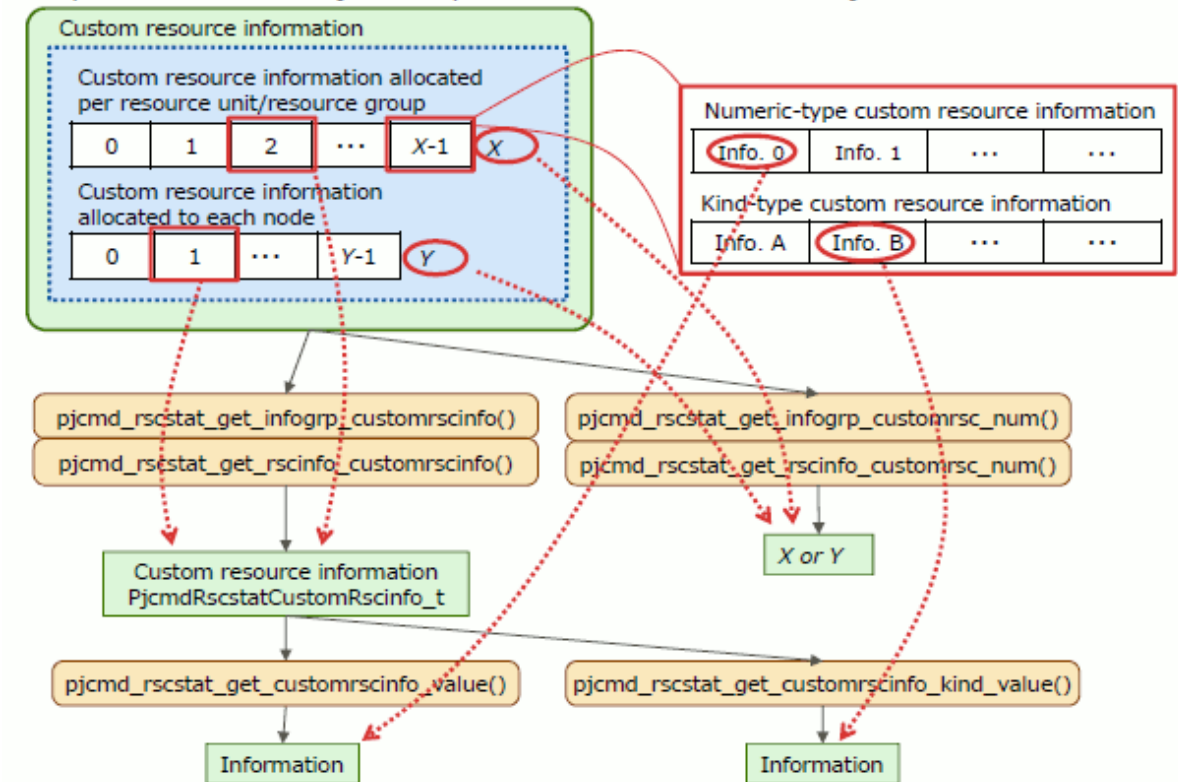 Custom resource information
Custom resource information allocated
per resource unit/resource group
0 1 2 ... X-1 X
Custom resource information
allocated to each node
0 1 ... Y-1 Y
Numeric-type custom resource information
Info. 0 Info. 1 ... ...
Kind-type custom resource information
Info. A Info. B ... ...
pjcmd_rscstat_get_infogrp_customrscinfo()
pjcmd_rscstat_get_rscinfo_customrscinfo()
pjcmd_rscstat_get_infogrp_customrsc_num()
pjcmd_rscstat_get_rscinfo_customrsc_num()
Custom resource information
PjcmdRscstatCustomRscinfo_t
X or Y
pjcmd_rscstat_get_customrscinfo_value()
pjcmd_rscstat_get_customrscinfo_kind_value()
Information
Information